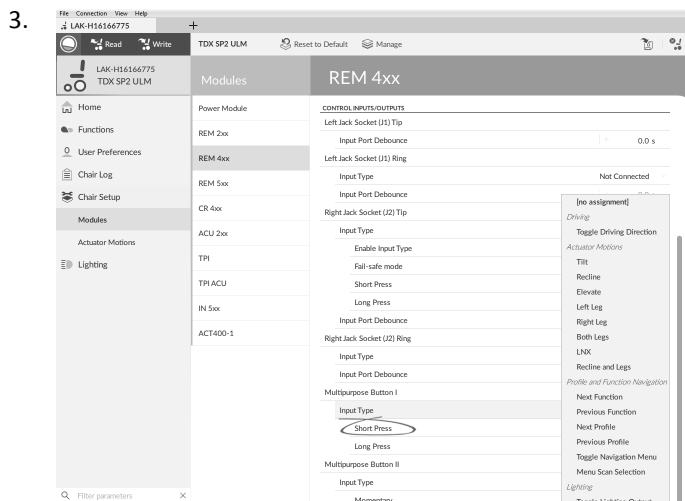 3.
File Connection View Help
LAK-H16166775 +
Read Write TDX SP2 ULM Reset to Default Manage
LAK-H16166775
TDX SP2 ULM
Modules
REM 4xx
Home
Functions
User Preferences
Chair Log
Chair Setup
Modules
Actuator Motions
Lighting
Filter parameters
Power Module
REM 2xx
REM 4xx
REM 5xx
CR 4xx
ACU 2xx
TPI
TPI ACU
IN 5xx
ACT400-1
CONTROL INPUTS/OUTPUTS
Left Jack Socket (J1) Tip
Input Port Debounce 0.0 s
Left Jack Socket (J1) Ring
Input Type Not Connected
Input Port Debounce
Right Jack Socket (J2) Tip
Input Type
Enable Input Type
Fail-safe mode
Short Press
Long Press
Input Port Debounce
Right Jack Socket (J2) Ring
Input Type
Input Port Debounce
Multipurpose Button I
Input Type
Short Press
Long Press
Multipurpose Button II
Input Type
Momentary
[no assignment]
Driving
Toggle Driving Direction
Actuator Motions
Tilt
Recline
Elevate
Left Leg
Right Leg
Both Legs
LNX
Recline and Legs
Profile and Function Navigation
Next Function
Previous Function
Next Profile
Previous Profile
Toggle Navigation Menu
Menu Scan Selection
Lighting